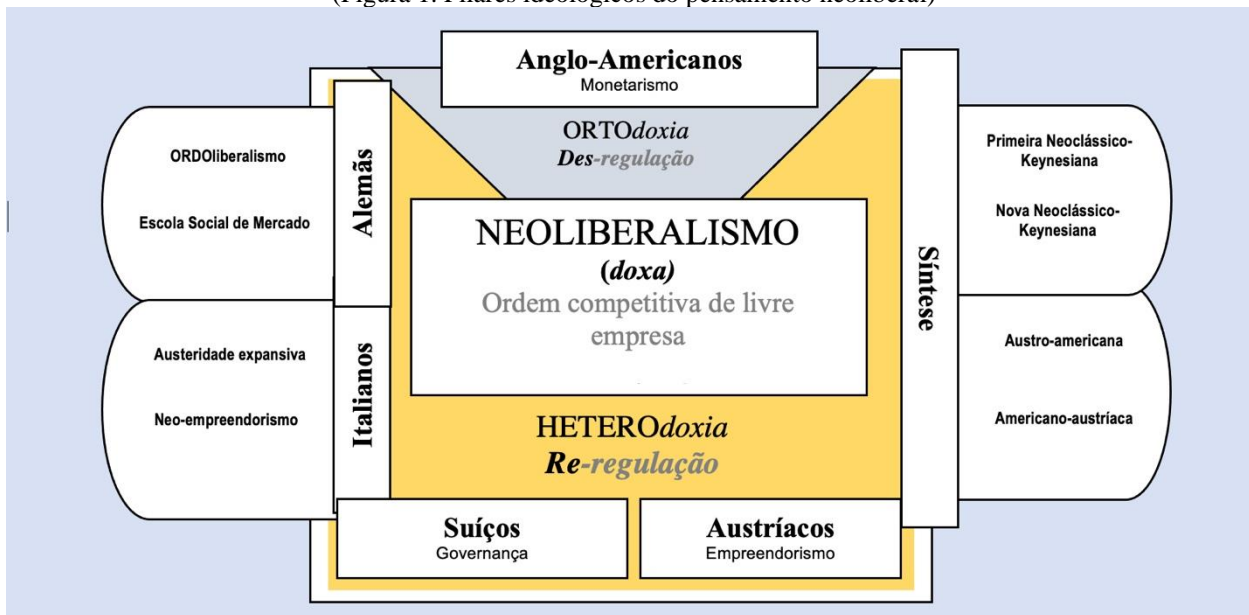 (Figura 1: Pilares ideológicos do pensamento neoliberal)
Anglo-Americanos
Monetarismo
ORTOdoxia
Des-regulação
ORDOliberalismo
Escola Social de Mercado
Alemãs
NEOLIBERALISMO
(doxa)
Ordem competitiva de livre
empresa
Síntese
Primeira Neoclássico-
Keynesiana
Nova Neoclássico-
Keynesiana
Austeridade expansiva
Neo-empreendorismo
Italianos
Austro-americana
Americano-austríaca
HETEROdoxia
Re-regulação
Suíços
Governança
Austríacos
Empreendorismo